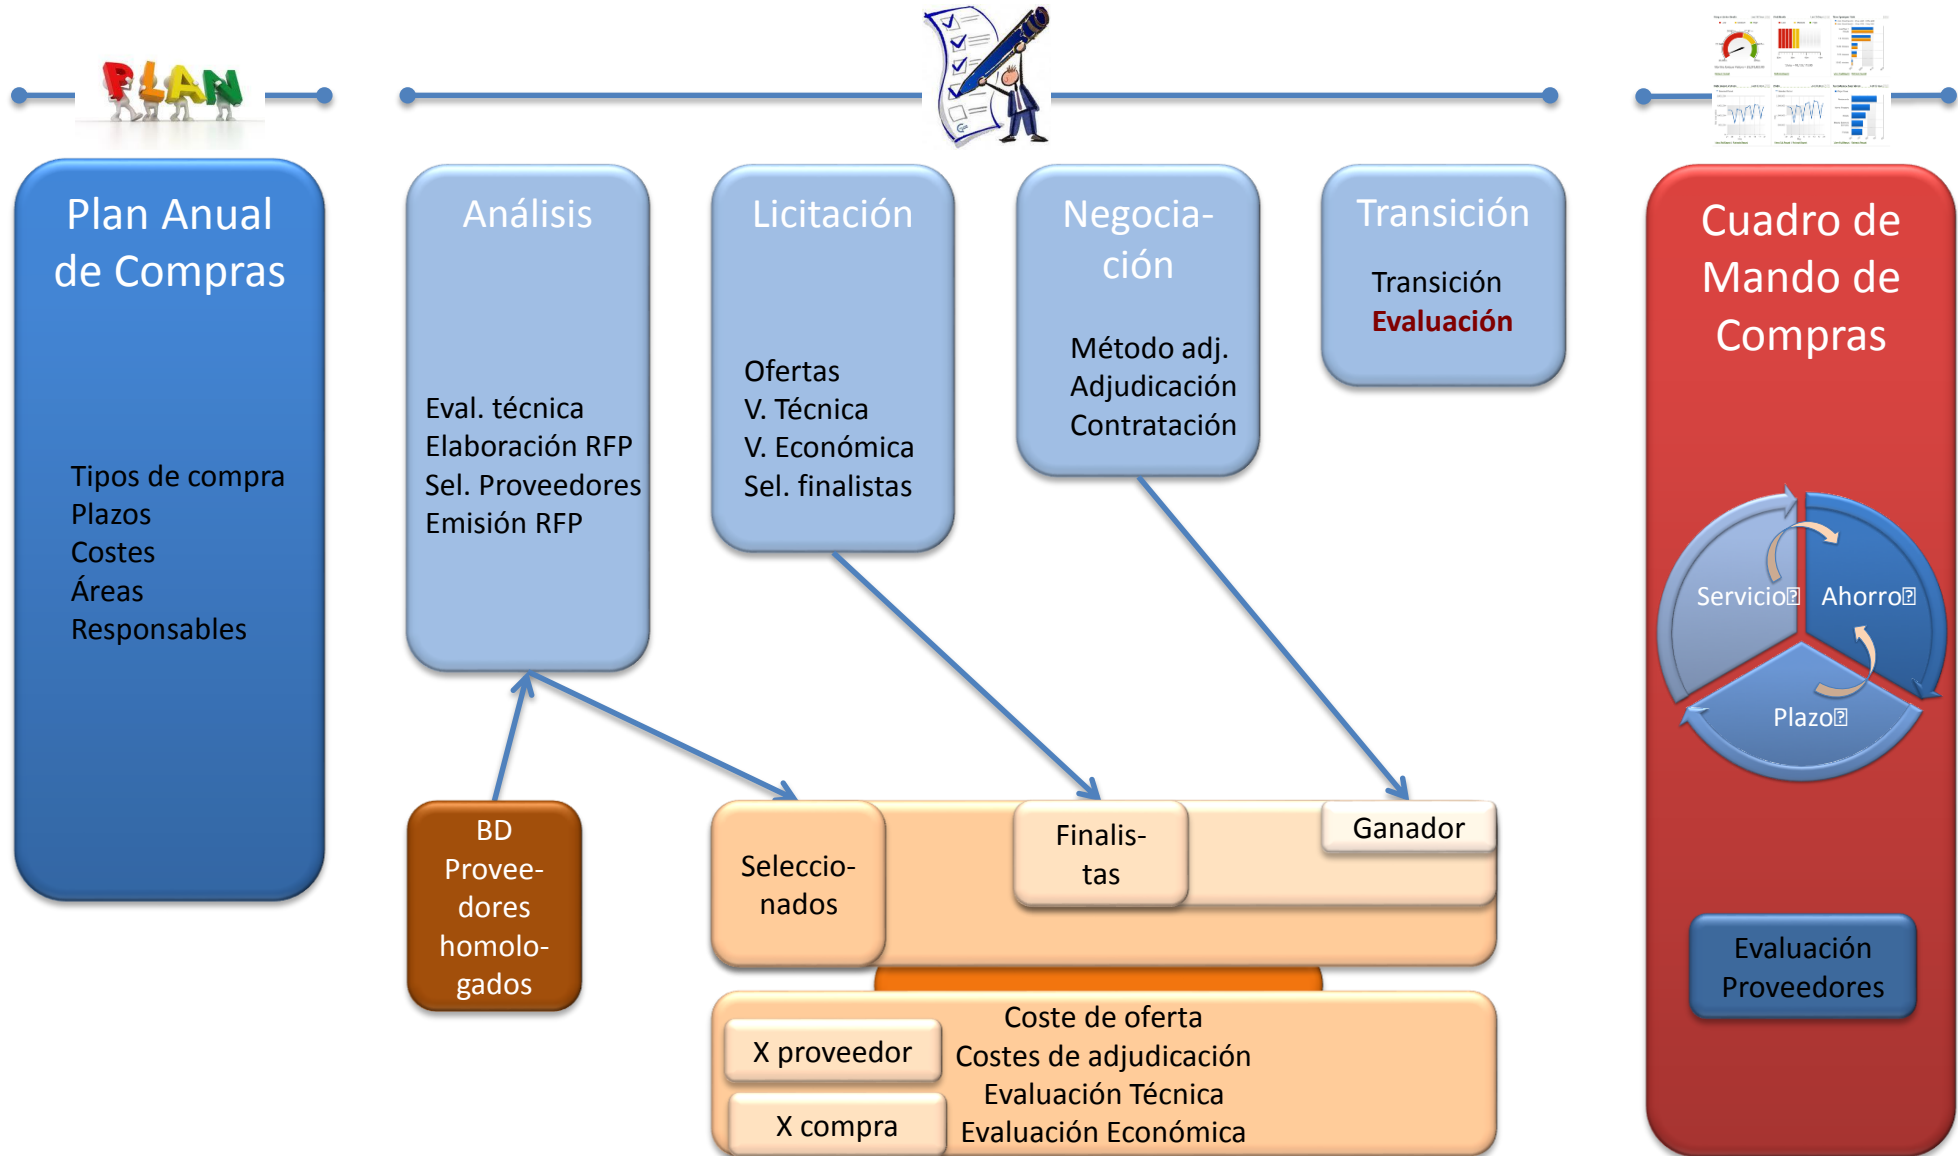 PLAN
Plan Anual
de Compras
Tipos de compra
Plazos
Costes
Áreas
Responsables
Análisis
Eval. técnica
Elaboración RFP
Sel. Proveedores
Emisión RFP
Licitación
Ofertas
V. Técnica
V. Económica
Sel. finalistas
Negocia-
ción
Método adj.
Adjudicación
Contratación
Transición
Transición
Evaluación
Cuadro de
Mando de
Compras
Servicio
Ahorro
Plazo
Evaluación
Proveedores
BD
Provee-
dores
homolo-
gados
Seleccio-
nados
Finalis-
tas
Ganador
X proveedor
X compra
Coste de oferta
Costes de adjudicación
Evaluación Técnica
Evaluación Económica